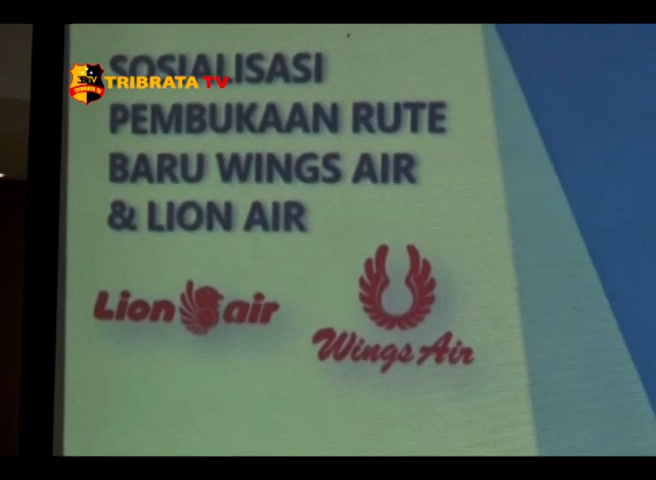 SOSIALISASI
TRIBRATA TV
PEMBUKAAN RUTE
BARU WINGS AIR
& LION AIR
Lion air
Wings Air